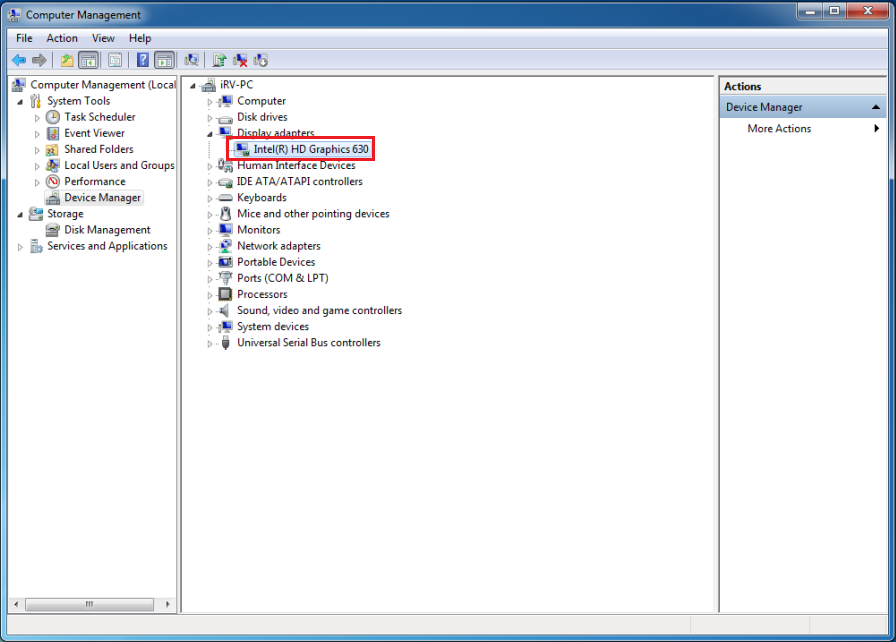 Computer Management
File Action View Help
Computer Management (Local
System Tools
Task Scheduler
Event Viewer
Shared Folders
Local Users and Groups
Performance
Device Manager
Storage
Disk Management
Services and Applications
iRV-PC
Computer
Disk drives
Display adapters
Intel(R) HD Graphics 630
Human Interface Devices
IDE ATA/ATAPI controllers
Keyboards
Mice and other pointing devices
Monitors
Network adapters
Portable Devices
Ports (COM & LPT)
Processors
Sound, video and game controllers
System devices
Universal Serial Bus controllers
Actions
Device Manager
More Actions